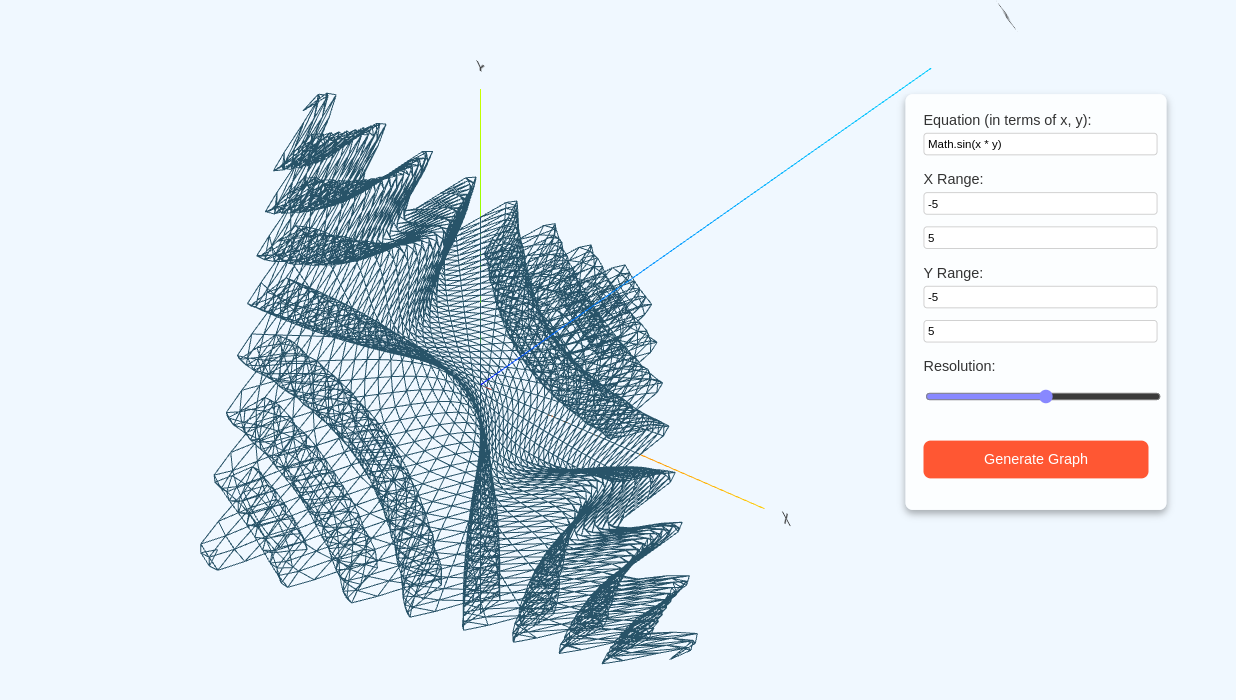 Y
Equation (in terms of x, y):
Math.sin(x * y)
X Range:
-5
5
Y Range:
-5
5
Resolution:
Generate Graph
X